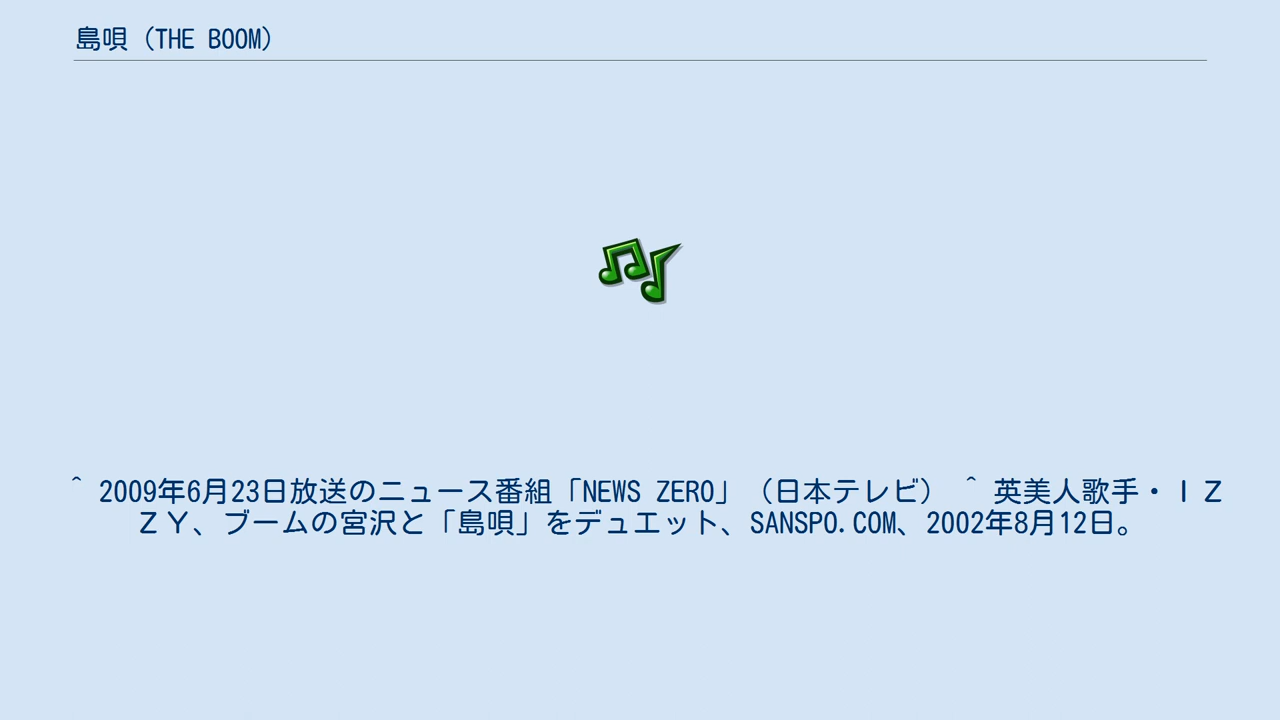 島唄 (THE BOOM)
^ 2009年6月23日放送のニュース番組「NEWS ZERO」（日本テレビ） ^ 英美人歌手・ＩＺ
ＺＹ、ブームの宮沢と「島唄」をデュエット、SANSPO.COM、2002年8月12日。